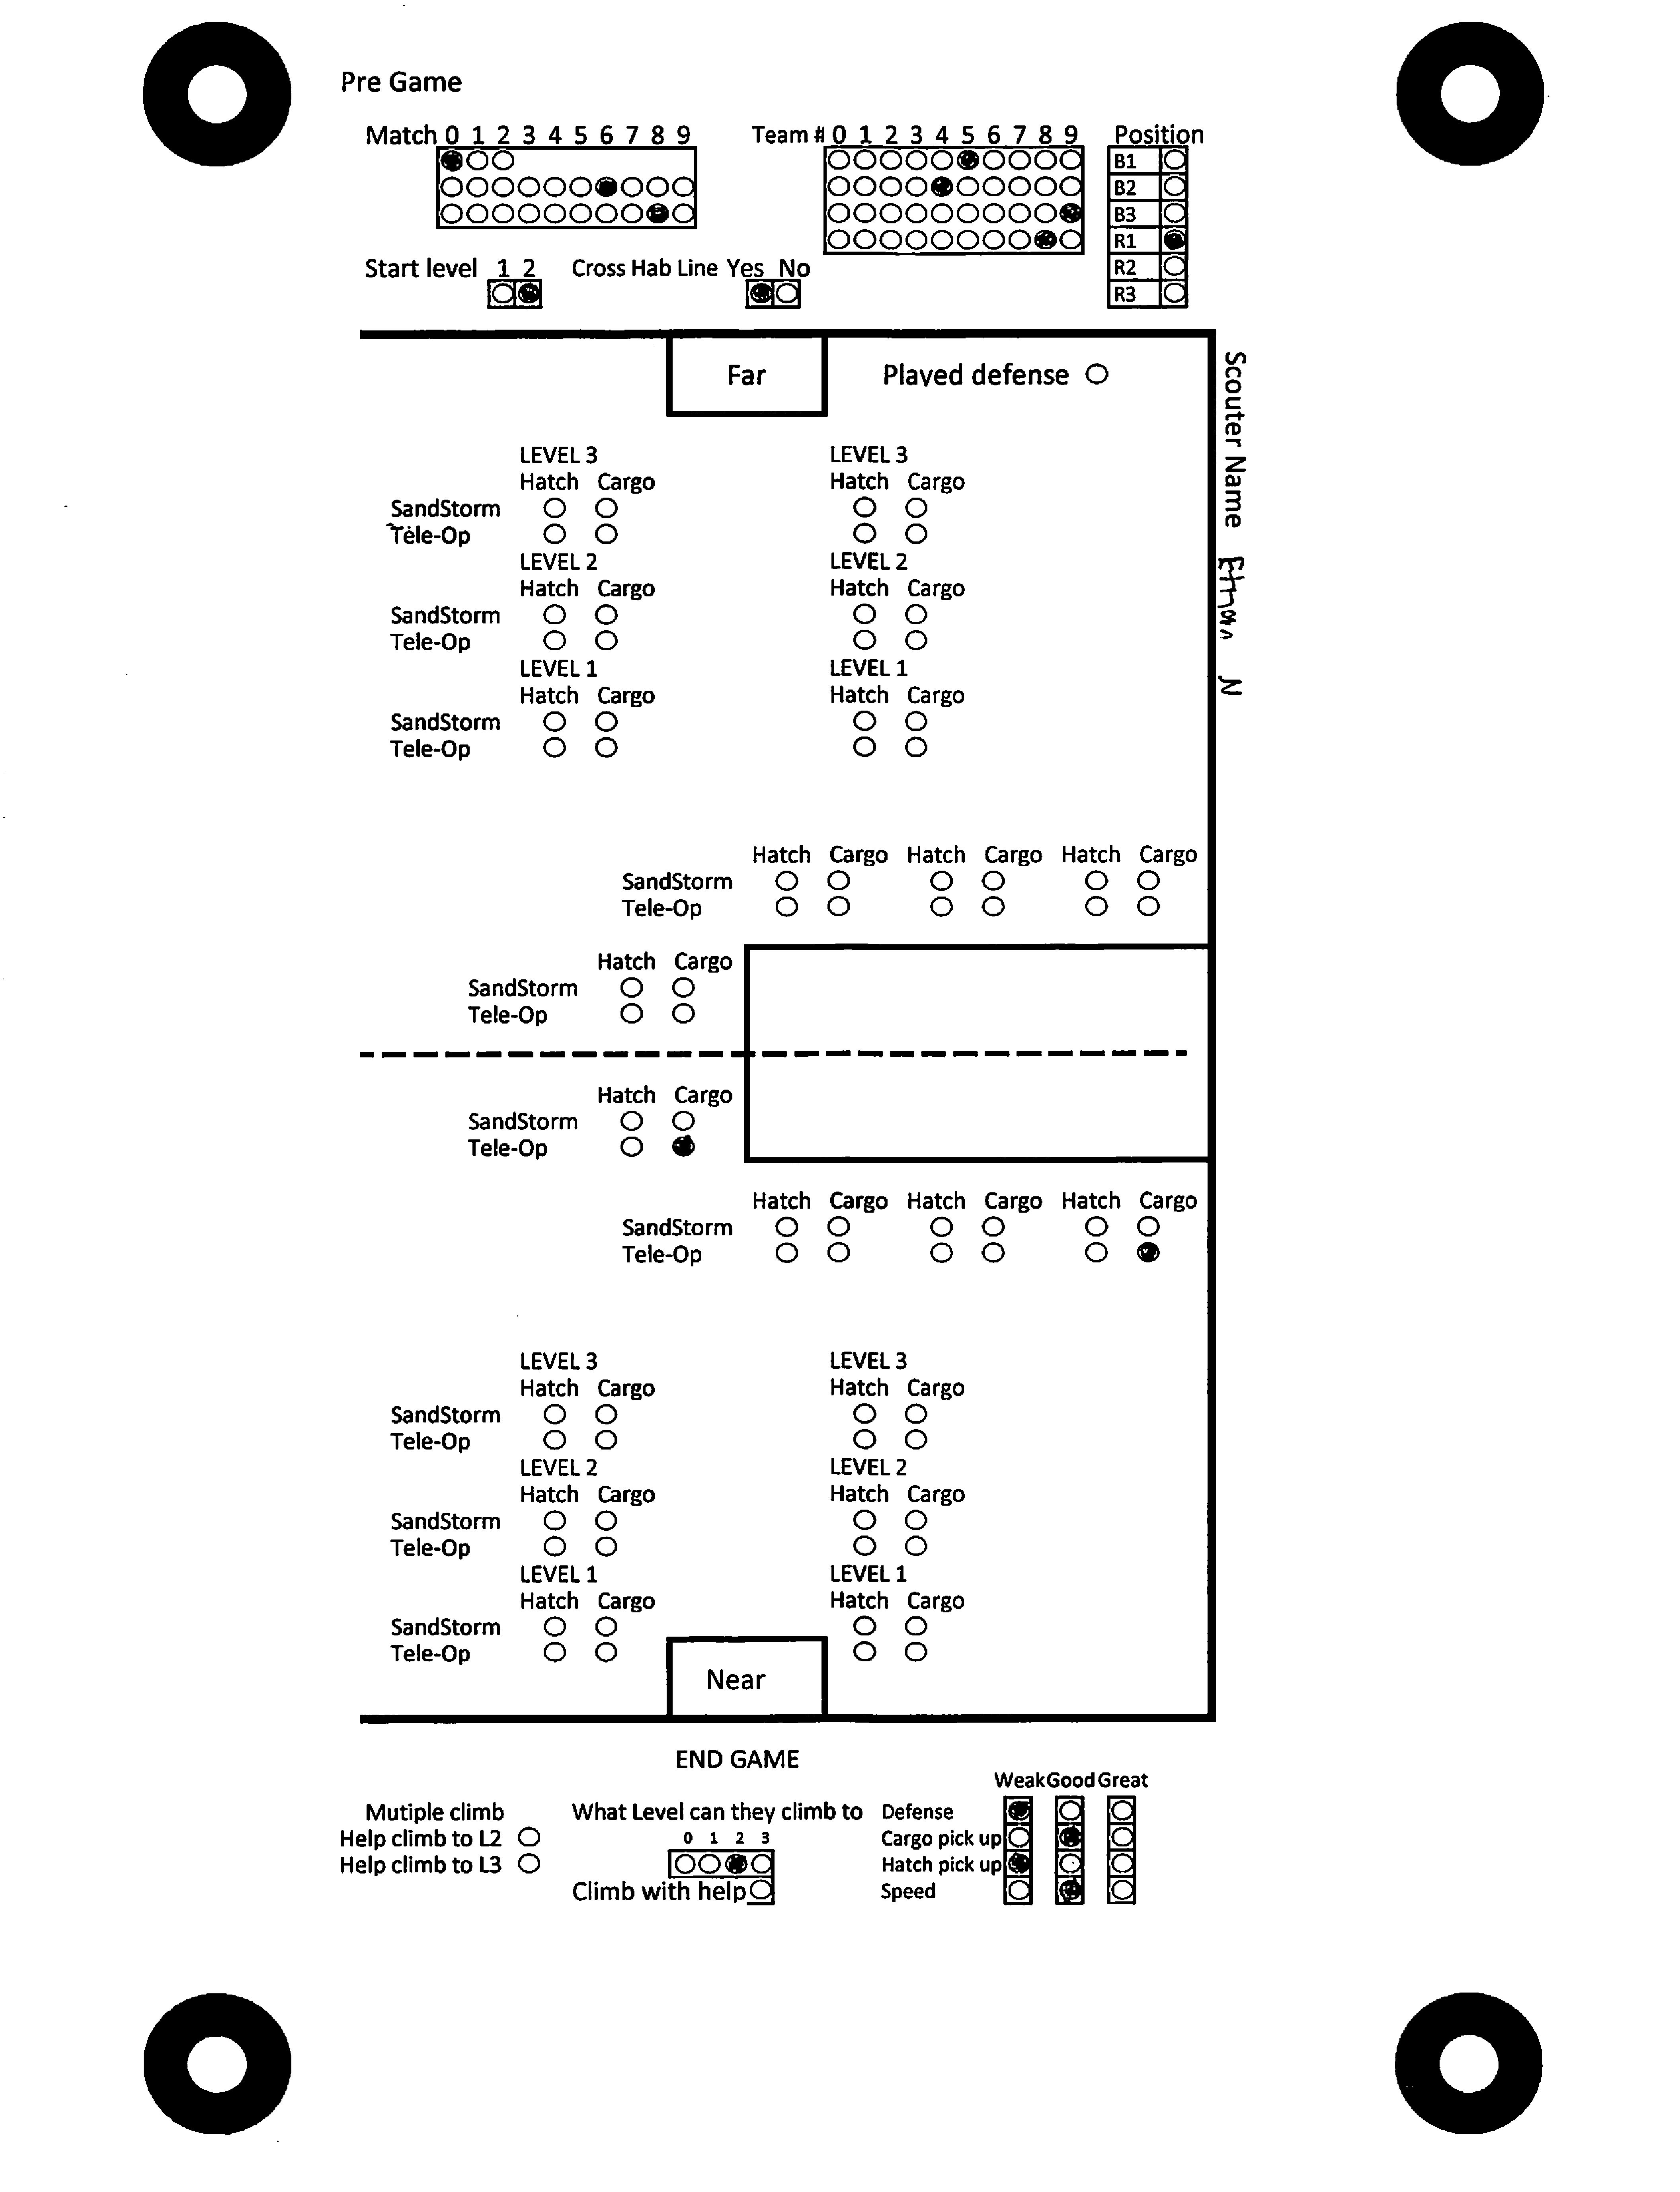 Pre Game
Match 0 1 2 3 4 5 6 7 8 9
Team # 0 1 2 3 4 5 6 7 8 9
Position
B1
B2
B3
R1
R2
R3
Start level 1 2
Cross Hab Line Yes No
Scouter Name Ethan N
Far
Played defense
LEVEL 3 LEVEL 3
Hatch Cargo Hatch Cargo
SandStorm
Tele-Op
LEVEL 2 LEVEL 2
Hatch Cargo Hatch Cargo
SandStorm
Tele-Op
LEVEL 1 LEVEL 1
Hatch Cargo Hatch Cargo
SandStorm
Tele-Op
Hatch Cargo Hatch Cargo Hatch Cargo
SandStorm
Tele-Op
Hatch Cargo
SandStorm
Tele-Op
Hatch Cargo
SandStorm
Tele-Op
Hatch Cargo Hatch Cargo Hatch Cargo
SandStorm
Tele-Op
LEVEL 3 LEVEL 3
Hatch Cargo Hatch Cargo
SandStorm
Tele-Op
LEVEL 2 LEVEL 2
Hatch Cargo Hatch Cargo
SandStorm
Tele-Op
LEVEL 1 LEVEL 1
Hatch Cargo Hatch Cargo
SandStorm
Tele-Op
Near
END GAME
Mutiple climb
Help climb to L2
Help climb to L3
What Level can they climb to
0 1 2 3
Climb with help
Weak Good Great
Defense
Cargo pick up
Hatch pick up
Speed